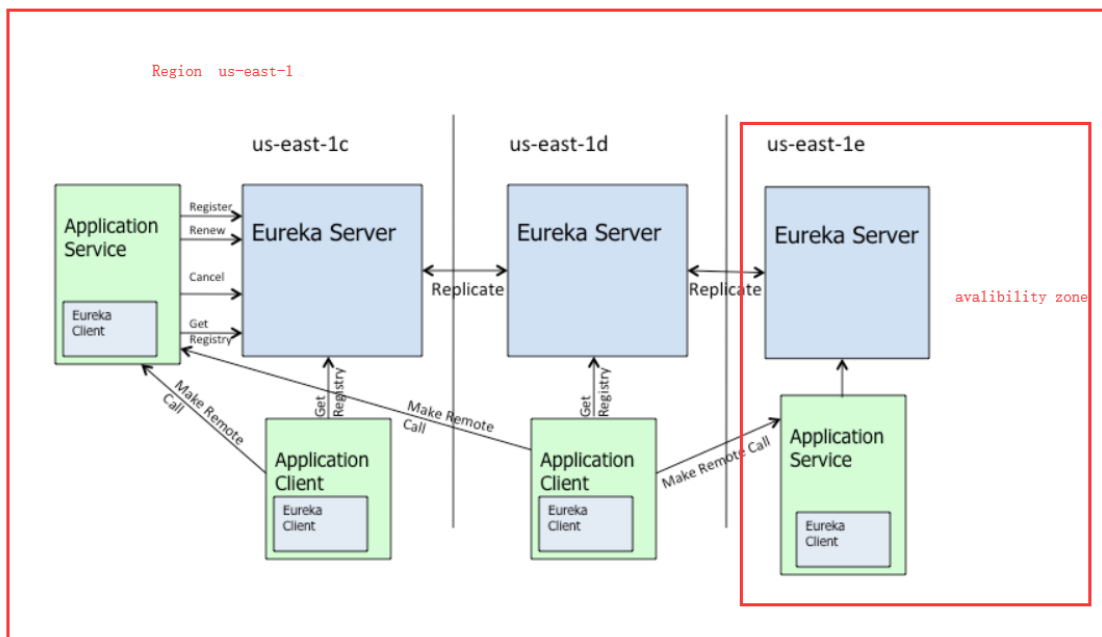 Region us-east-1
us-east-1c
us-east-1d
us-east-1e
Application
Service
Eureka
Client
Register
Renew
Cancel
Get
Registry
Eureka Server
Replicate
Eureka Server
Replicate
Eureka Server
avalibility zone
Make Remote
Call
Get
Registry
Make Remote
Call
Get
Registry
Make Remote Call
Application
Client
Eureka
Client
Application
Client
Eureka
Client
Application
Service
Eureka
Client